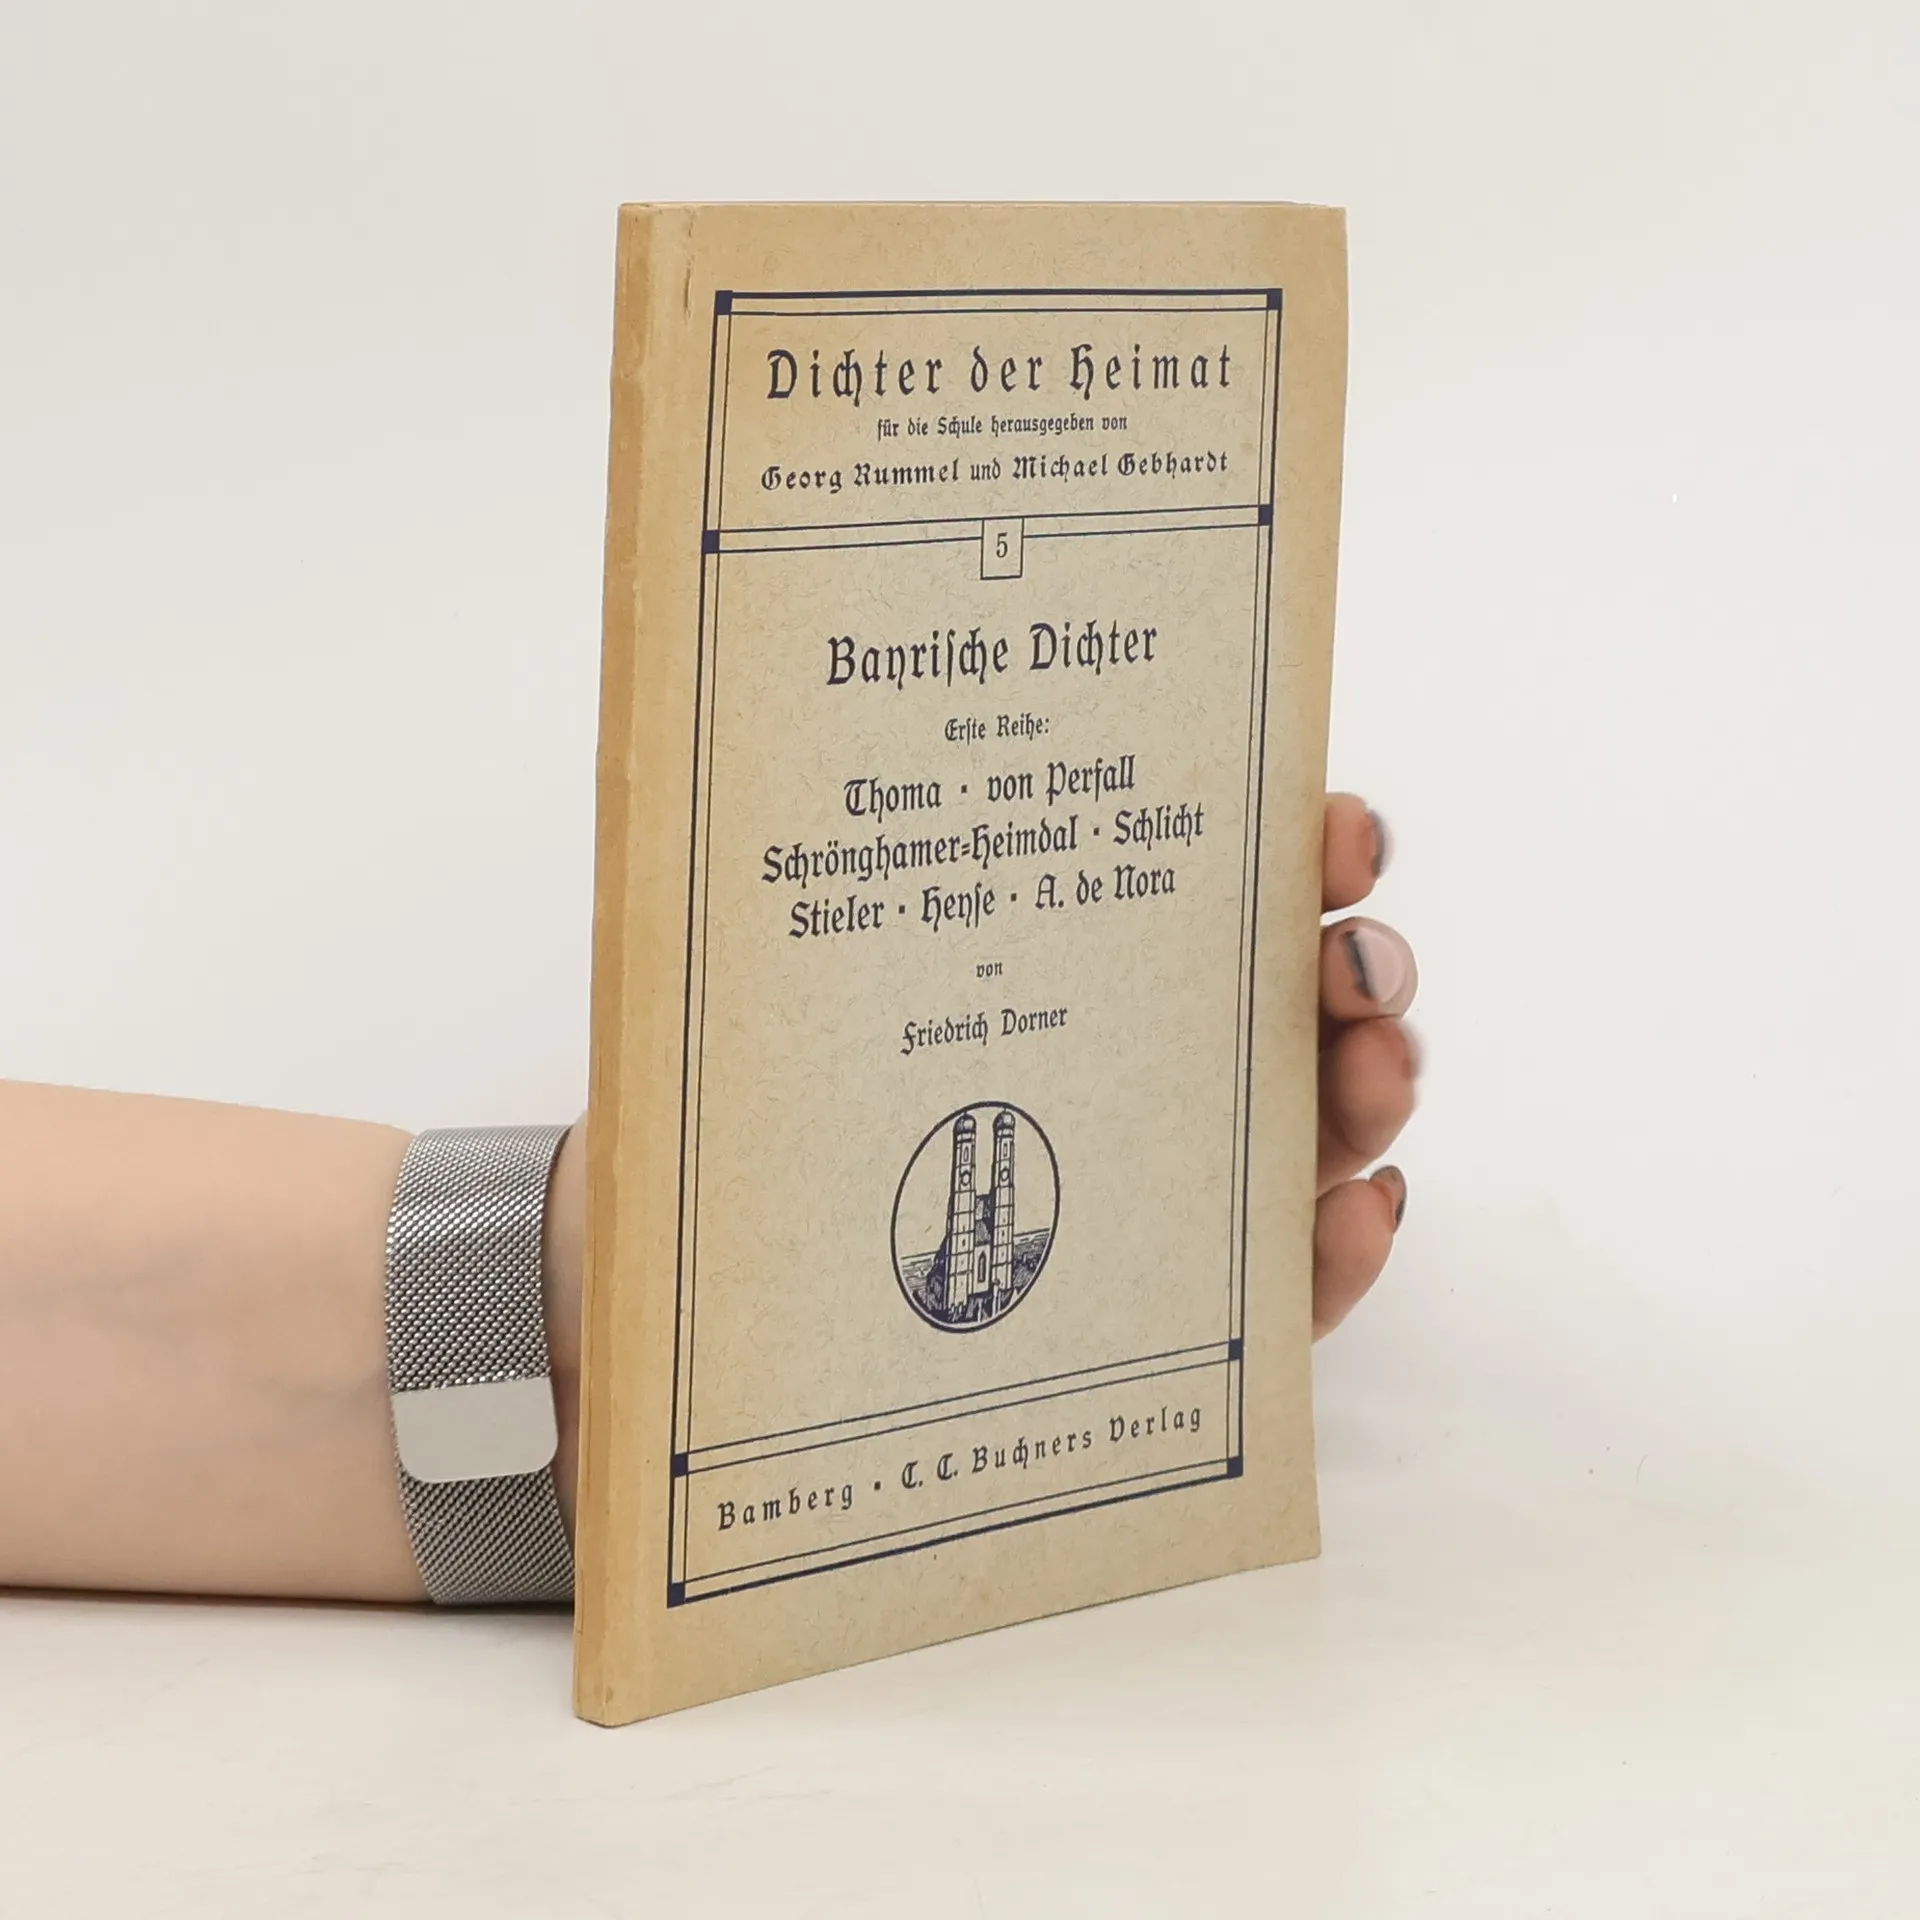 Dichter der Heimat
für die Schule herausgegeben von
Georg Rummel und Michael Gebhardt
5
Bayrische Dichter
Erste Reihe:
Thoma · von Perfall
Schrönghamer-Heimdal · Schlicht
Stieler · Heyse · A. de Nora
von
Friedrich Dorner
Bamberg · C. C. Buchners Verlag